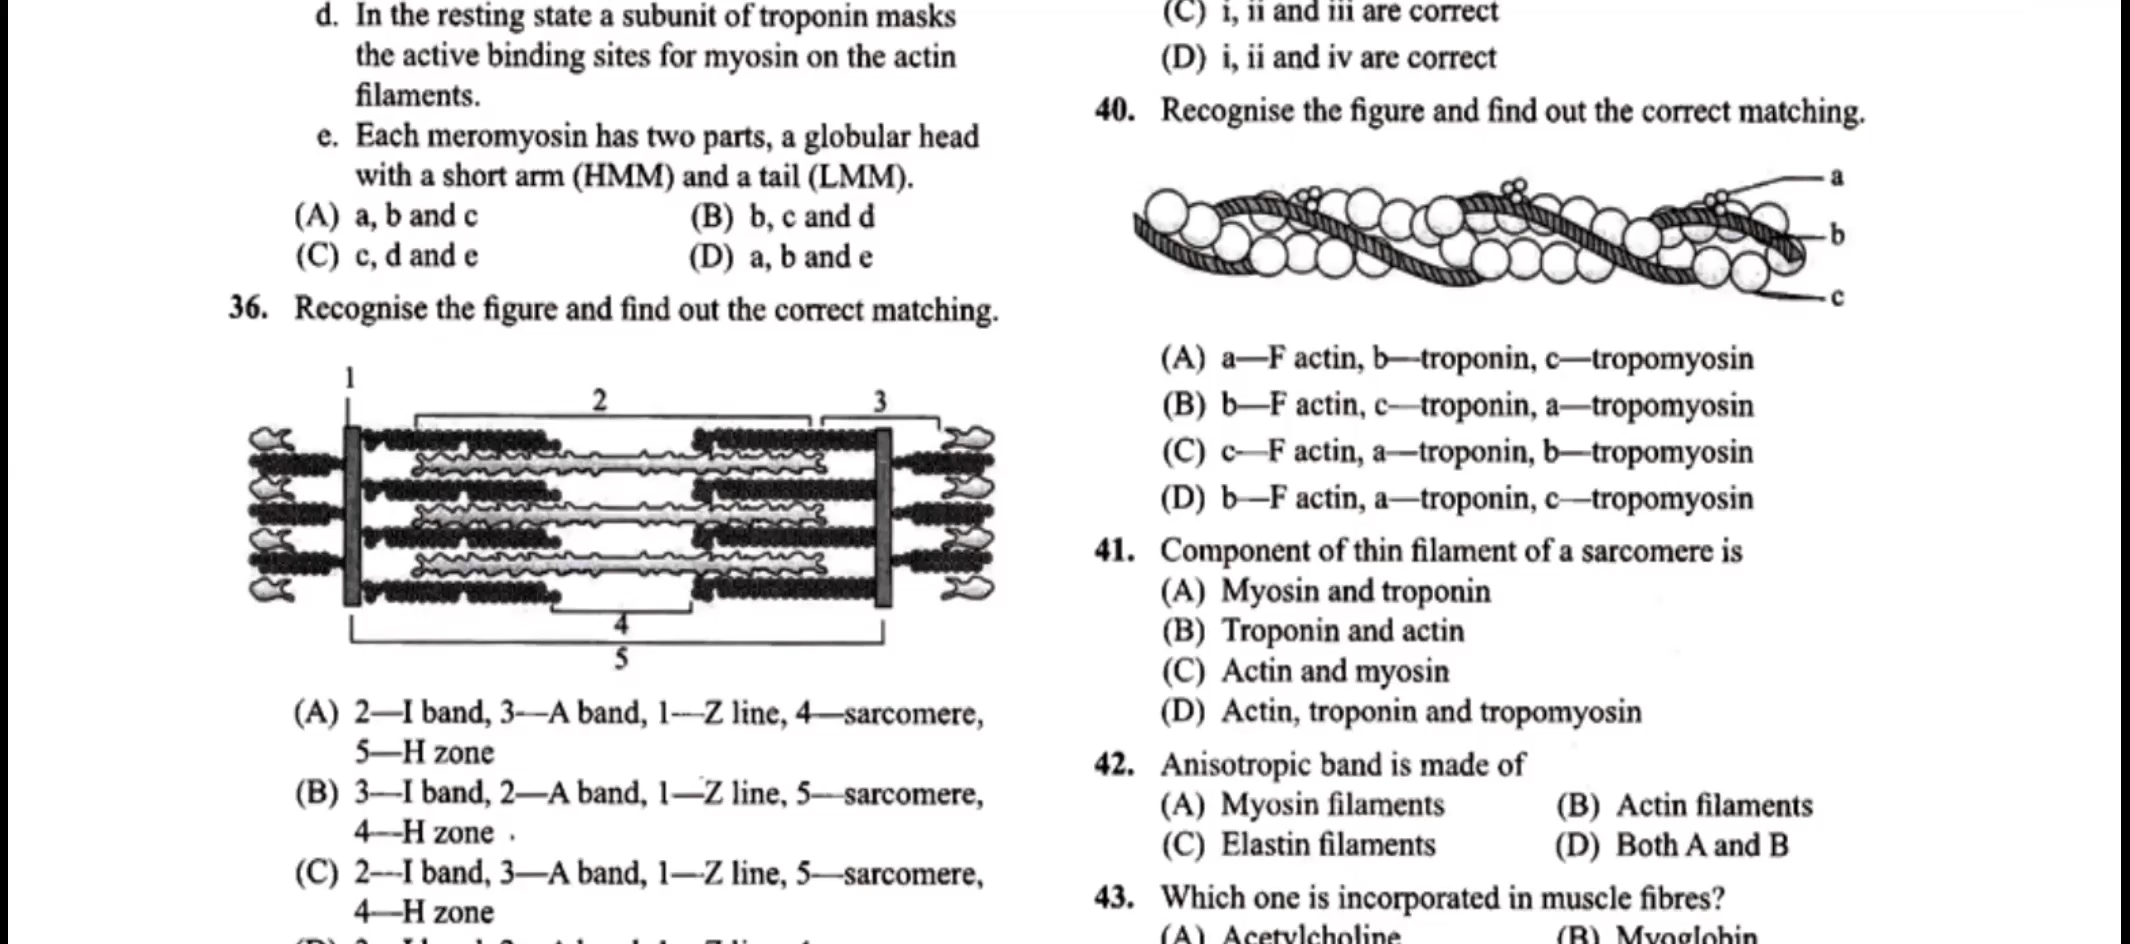 d. In the resting state a subunit of troponin masks
the active binding sites for myosin on the actin
filaments.
e. Each meromyosin has two parts, a globular head
with a short arm (HMM) and a tail (LMM).
(A) a, b and c (B) b, c and d
(C) c, d and e (D) a, b and e
36. Recognise the figure and find out the correct matching.
1
2
3
4
5
(A) 2—I band, 3—A band, 1—Z line, 4—sarcomere,
5—H zone
(B) 3—I band, 2—A band, 1—Z line, 5—sarcomere,
4—H zone
(C) 2—I band, 3—A band, 1—Z line, 5—sarcomere,
4—H zone
(C) i, ii and iii are correct
(D) i, ii and iv are correct
40. Recognise the figure and find out the correct matching.
a
b
c
(A) a—F actin, b—troponin, c—tropomyosin
(B) b—F actin, c—troponin, a—tropomyosin
(C) c—F actin, a—troponin, b—tropomyosin
(D) b—F actin, a—troponin, c—tropomyosin
41. Component of thin filament of a sarcomere is
(A) Myosin and troponin
(B) Troponin and actin
(C) Actin and myosin
(D) Actin, troponin and tropomyosin
42. Anisotropic band is made of
(A) Myosin filaments (B) Actin filaments
(C) Elastin filaments (D) Both A and B
43. Which one is incorporated in muscle fibres?
(A) Acetylcholine (B) Myoglobin